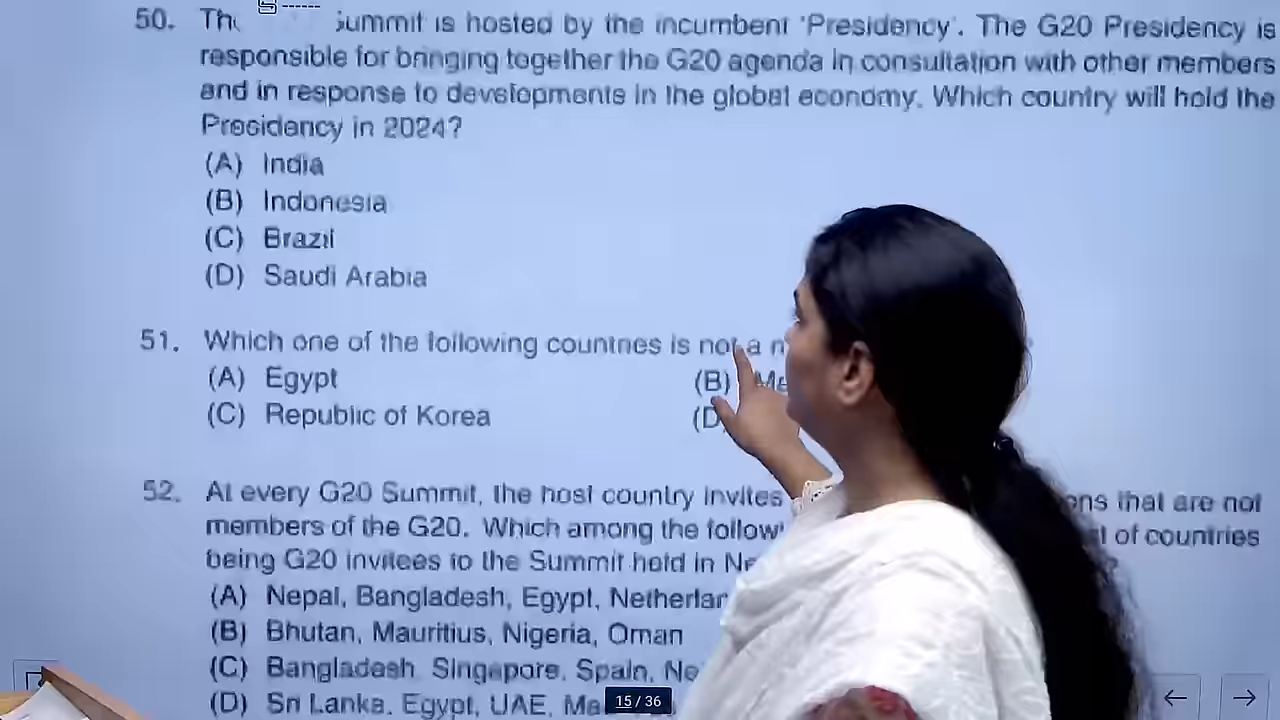 50. Th Summit is hosted by the incumbent 'Presidency'. The G20 Presidency is
responsible for bringing together the G20 agenda in consultation with other members
and in response to developments in the global economy. Which country will hold the
Presidency in 2024?
(A) India
(B) Indonesia
(C) Brazil
(D) Saudi Arabia
51. Which one of the following countries is not a
(A) Egypt (B) Me
(C) Republic of Korea (D
52. At every G20 Summit, the host country invites ons that are not
members of the G20. Which among the follow of countries
being G20 invitees to the Summit held in Ne
(A) Nepal, Bangladesh, Egypt, Netherlan
(B) Bhutan, Mauritius, Nigeria, Oman
(C) Bangladesh, Singapore, Spain, Ne
(D) Sri Lanka, Egypt, UAE, Ma
15 / 36